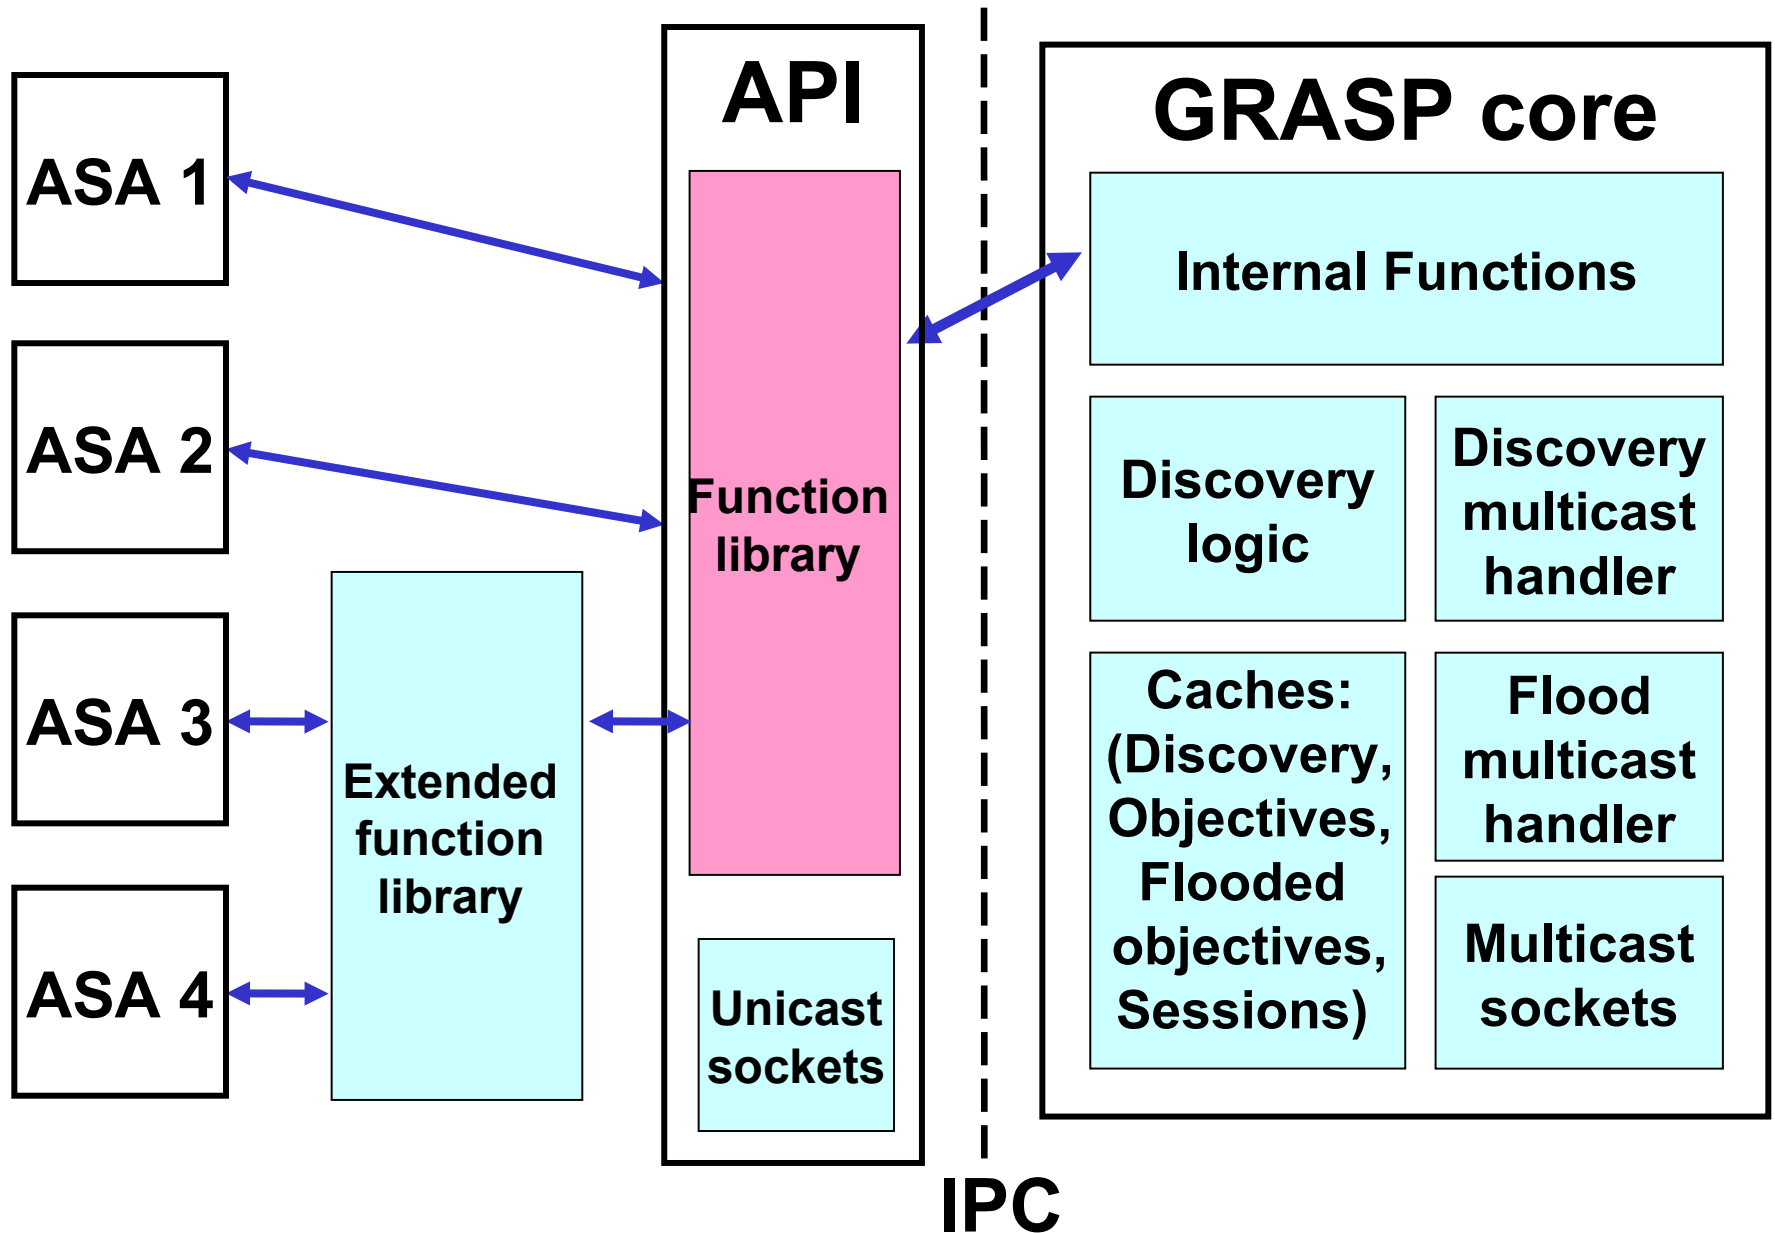 ASA 1
ASA 2
ASA 3
ASA 4
Extended
function
library
API
Function
library
Unicast
sockets
IPC
GRASP core
Internal Functions
Discovery
logic
Discovery
multicast
handler
Caches:
(Discovery,
Objectives,
Flooded
objectives,
Sessions)
Flood
multicast
handler
Multicast
sockets